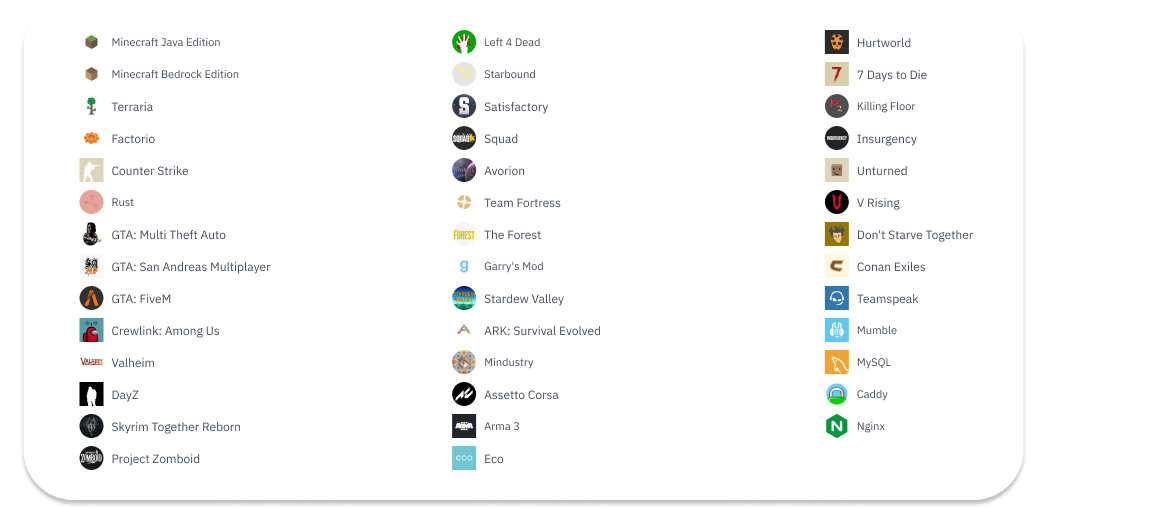 Minecraft Java Edition
Minecraft Bedrock Edition
Terraria
Factorio
Counter Strike
Rust
GTA: Multi Theft Auto
GTA: San Andreas Multiplayer
GTA: FiveM
Crewlink: Among Us
Valheim
DayZ
Skyrim Together Reborn
Project Zomboid
Left 4 Dead
Starbound
Satisfactory
Squad
Avorion
Team Fortress
The Forest
Garry's Mod
Stardew Valley
ARK: Survival Evolved
Mindustry
Assetto Corsa
Arma 3
eco
Eco
Hurtworld
7 Days to Die
Killing Floor
Insurgency
Unturned
V Rising
Don't Starve Together
Conan Exiles
Teamspeak
Mumble
MySQL
Caddy
Nginx